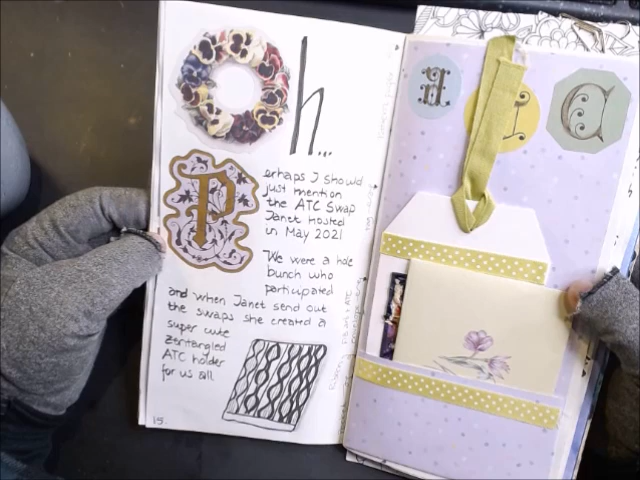 Oh...
Perhaps I should
just mention
the ATC Swap
Janet hosted
in May 2021
We were a hole
bunch who
participated
and when Janet send out
the swaps she created a
super cute
zentangled
ATC holder
for us all.
15.
a t C